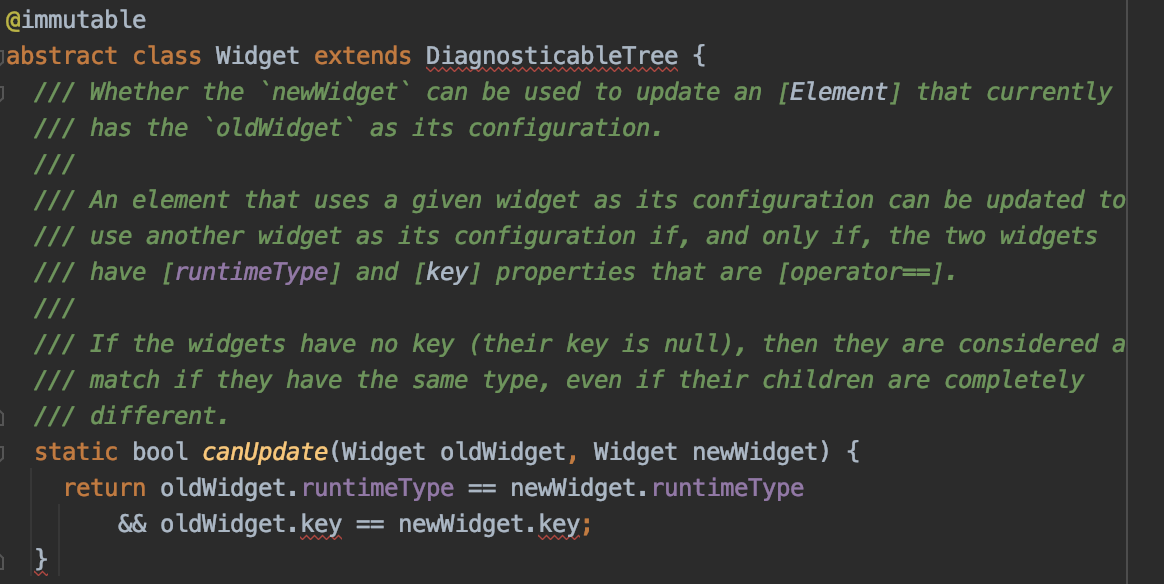 @immutable
abstract class Widget extends DiagnosticableTree {
/// Whether the `newWidget` can be used to update an [Element] that currently
/// has the `oldWidget` as its configuration.
///
/// An element that uses a given widget as its configuration can be updated to
/// use another widget as its configuration if, and only if, the two widgets
/// have [runtimeType] and [key] properties that are [operator==].
///
/// If the widgets have no key (their key is null), then they are considered a
/// match if they have the same type, even if their children are completely
/// different.
static bool canUpdate(Widget oldWidget, Widget newWidget) {
return oldWidget.runtimeType == newWidget.runtimeType
&& oldWidget.key == newWidget.key;
}